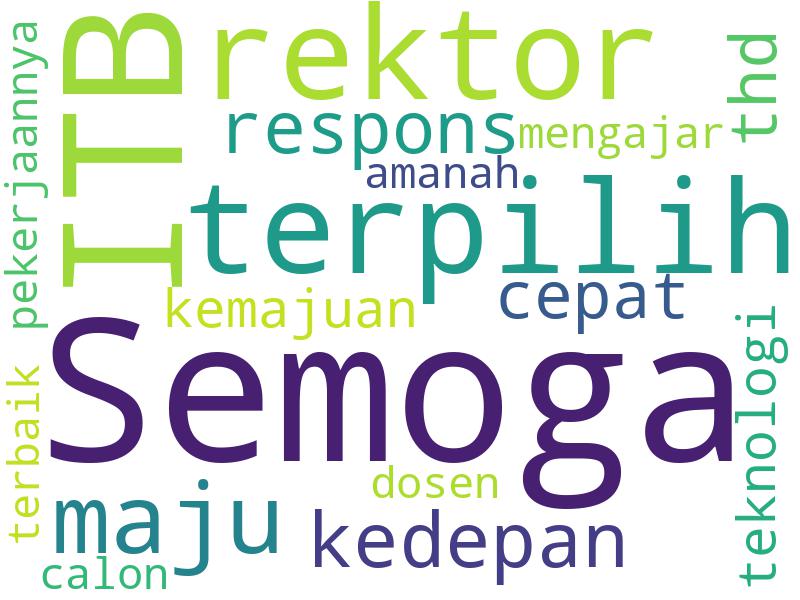 pekerjaannya
ITB
rektor
thd
respons
mengajar
amanah
terpilih
kemajuan
cepat
Semoga
teknologi
terbaik
dosen
maju
kedepan
calon